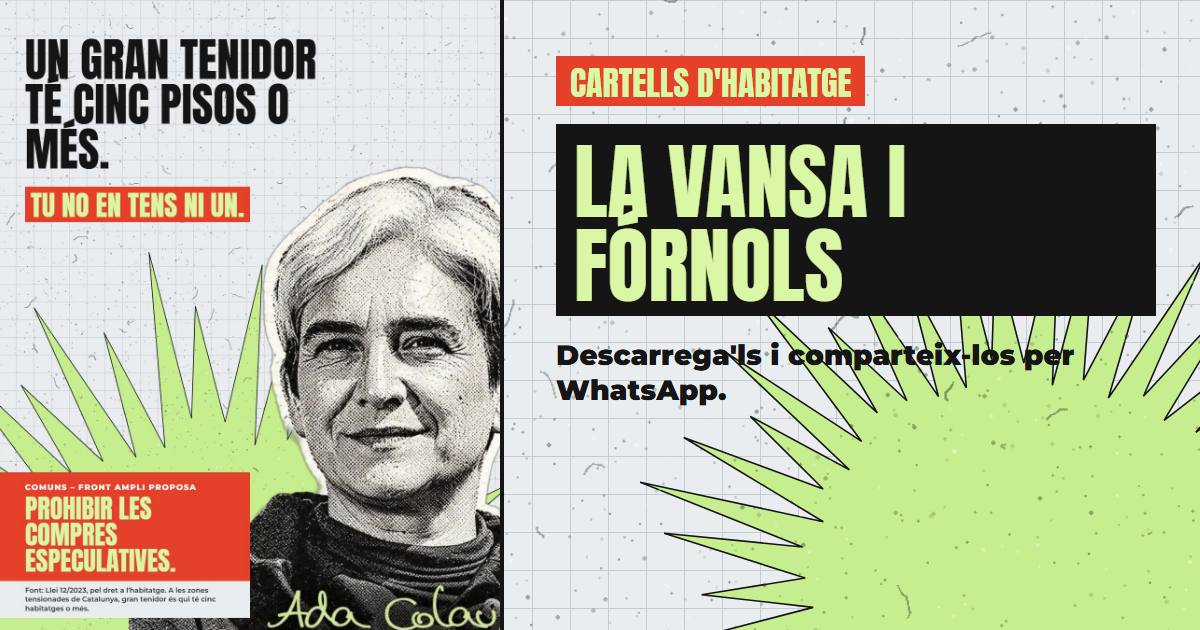 UN GRAN TENIDOR
TÉ CINC PISOS O
MÉS.
TU NO EN TENS NI UN.
COMUNS – FRONT AMPLI PROPOSA
PROHIBIR LES
COMPRES
ESPECULATIVES.
Font: Llei 12/2023, pel dret a l'habitatge. A les zones
tensionades de Catalunya, gran tenidor és qui té cinc
habitatges o més.
Ada Colau
CARTELLS D'HABITATGE
LA VANSA I
FÓRNOLS
Descarrega'ls i comparteix-los per
WhatsApp.